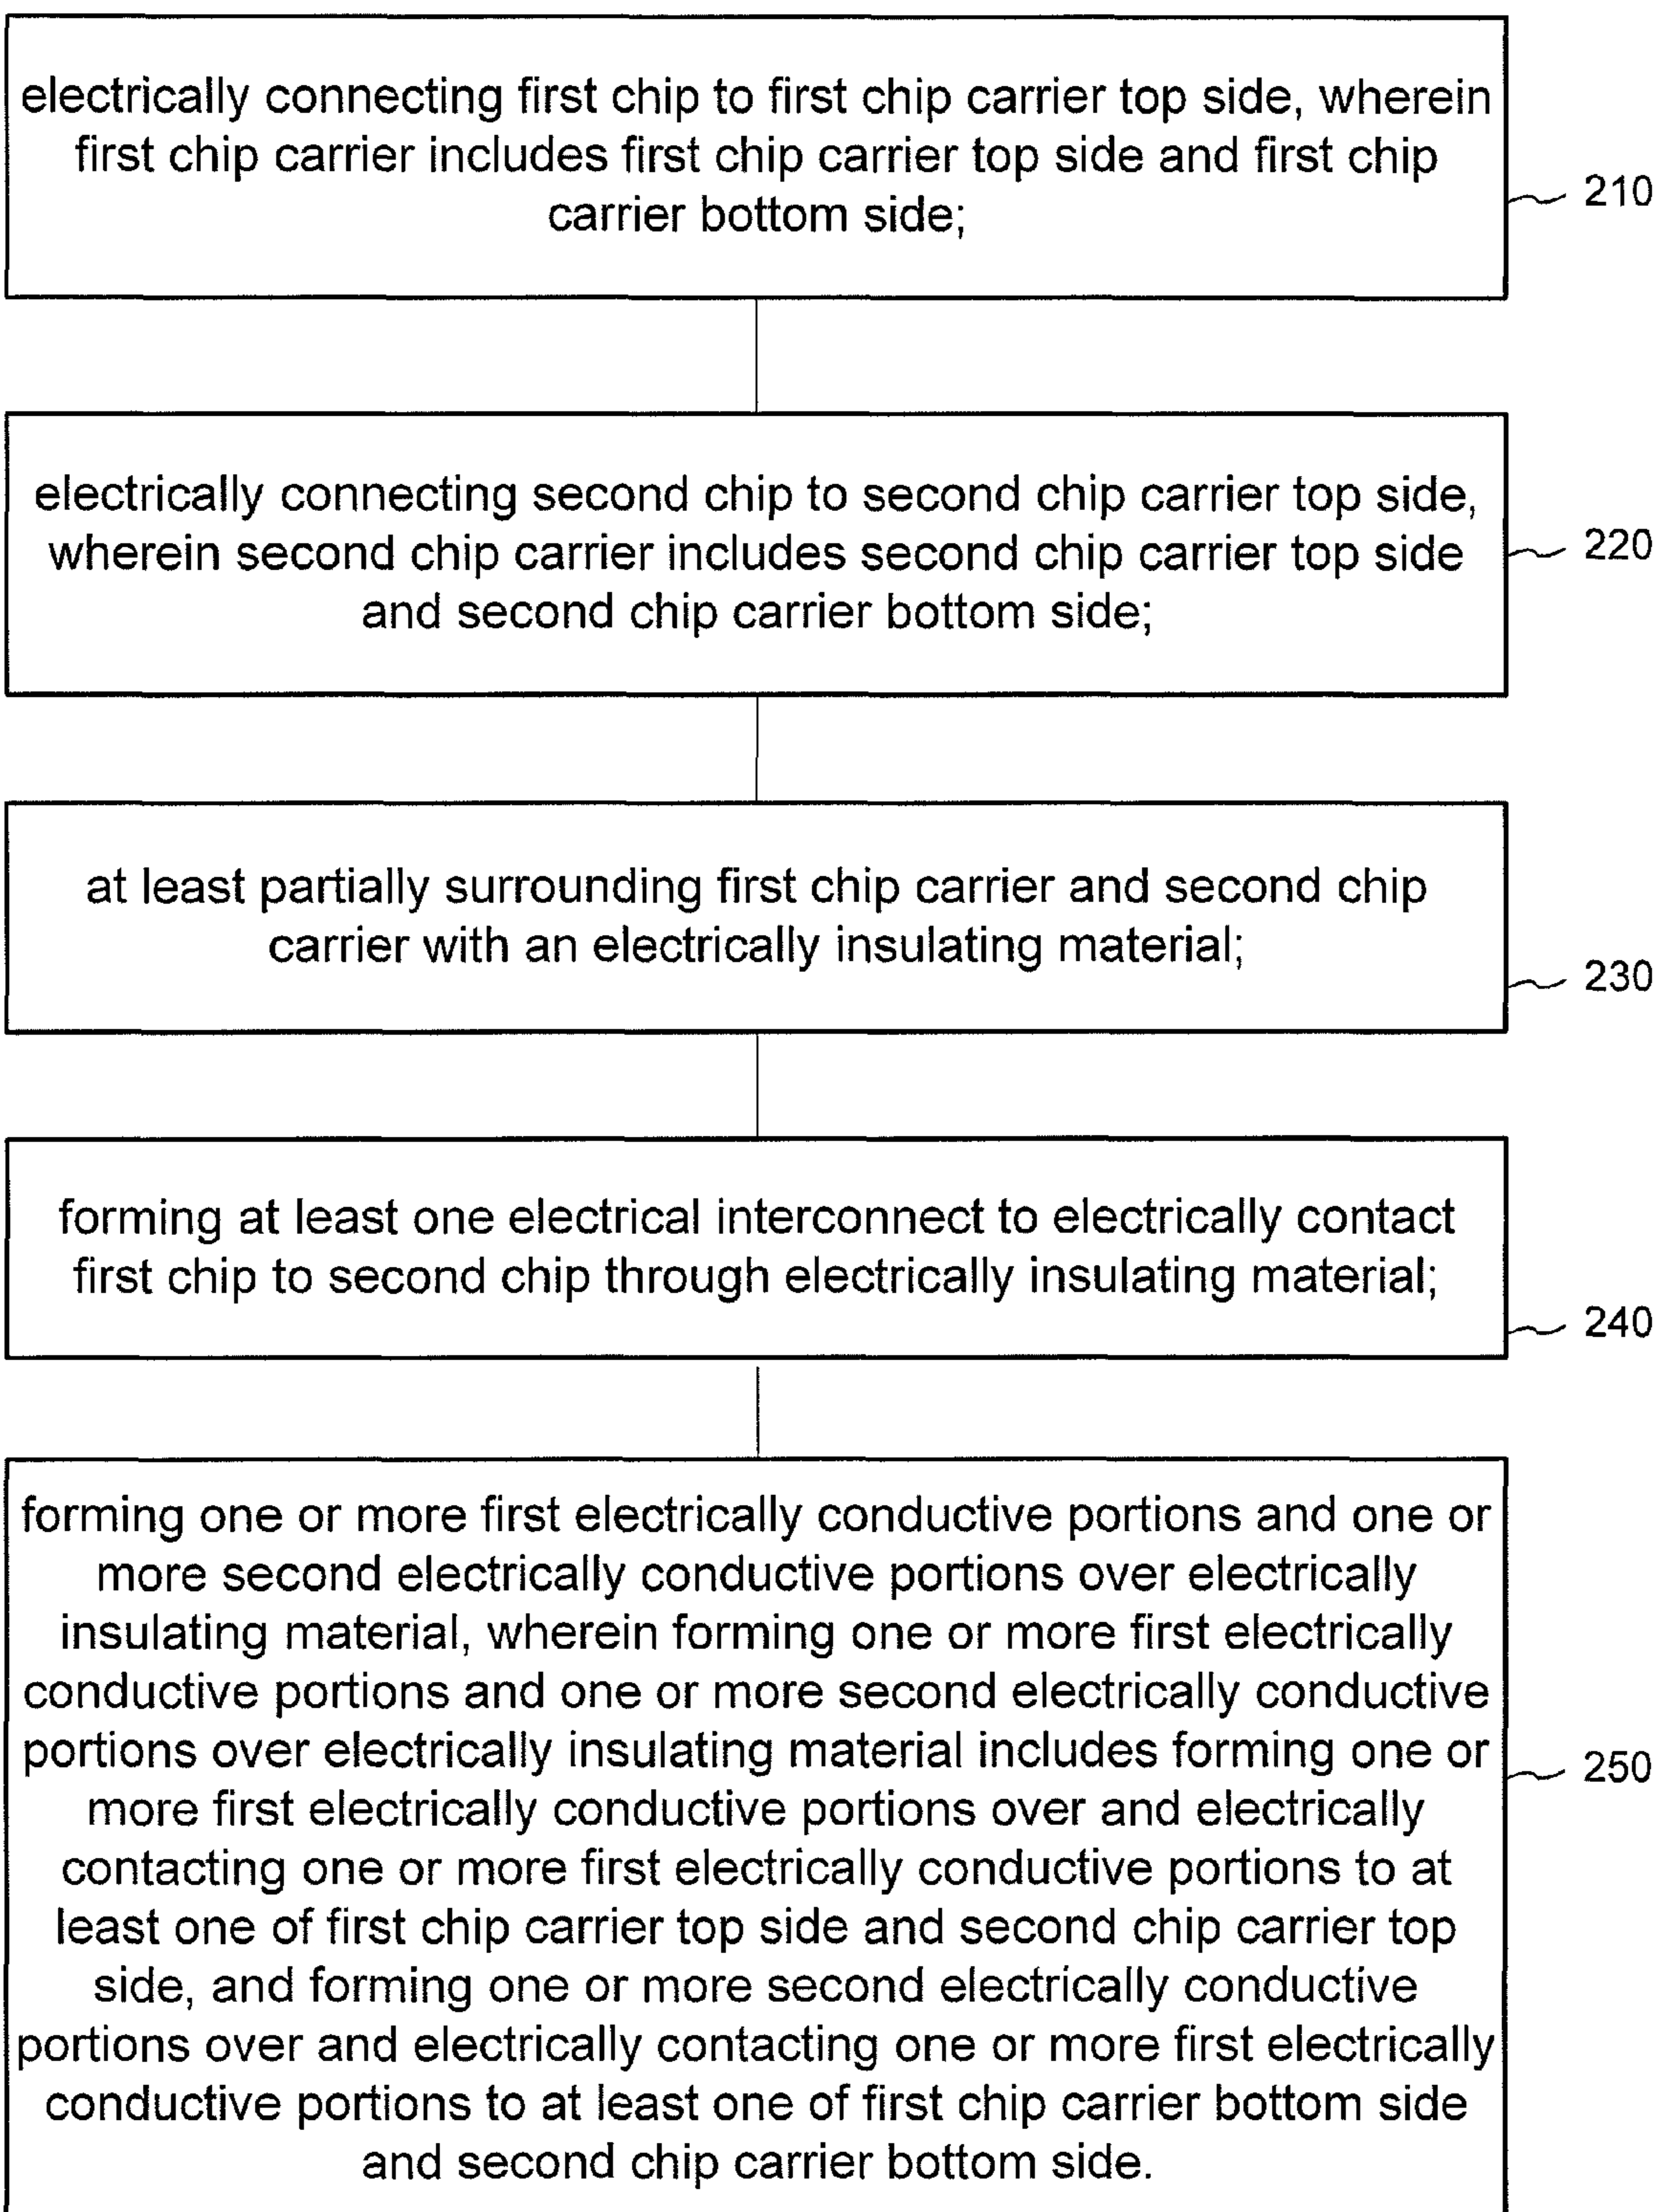 electrically connecting first chip to first chip carrier top side, wherein
first chip carrier includes first chip carrier top side and first chip
carrier bottom side;
210
electrically connecting second chip to second chip carrier top side,
wherein second chip carrier includes second chip carrier top side
and second chip carrier bottom side;
220
at least partially surrounding first chip carrier and second chip
carrier with an electrically insulating material;
230
forming at least one electrical interconnect to electrically contact
first chip to second chip through electrically insulating material;
240
forming one or more first electrically conductive portions and one or
more second electrically conductive portions over electrically
insulating material, wherein forming one or more first electrically
conductive portions and one or more second electrically conductive
portions over electrically insulating material includes forming one or
more first electrically conductive portions over and electrically
contacting one or more first electrically conductive portions to at
least one of first chip carrier top side and second chip carrier top
side, and forming one or more second electrically conductive
portions over and electrically contacting one or more first electrically
conductive portions to at least one of first chip carrier bottom side
and second chip carrier bottom side.
250